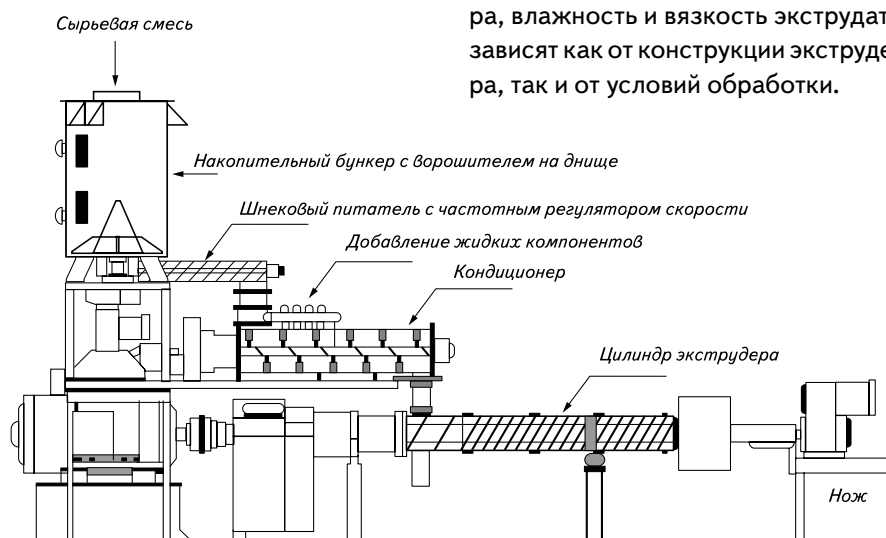 Сырьевая смесь
ра, влажность и вязкость экструдат
зависят как от конструкции экструде
ра, так и от условий обработки.
Накопительный бункер с ворошителем на днище
Шнековый питатель с частотным регулятором скорости
Добавление жидких компонентов
Кондиционер
Цилиндр экструдера
Нож